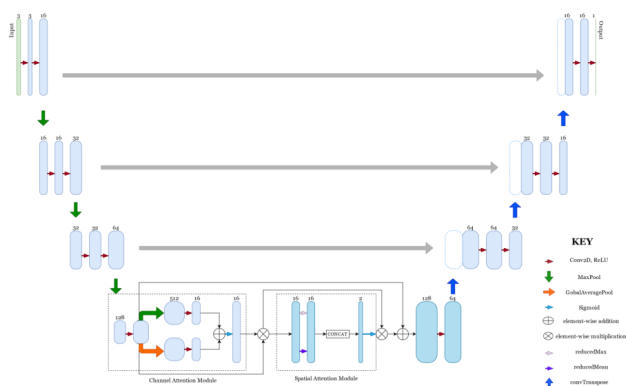 3 3 16
Input
16 16 1
Output
16 16 32
32 32 16
32 32 64
64 64 32
128
512 16 16
16 16
2
128 64
CONCAT
Channel Attention Module
Spatial Attention Module
KEY
Conv2D, ReLU
MaxPool
GlobalAveragePool
Sigmoid
element-wise addition
element-wise multiplication
reducedMax
reducedMean
convTranspose